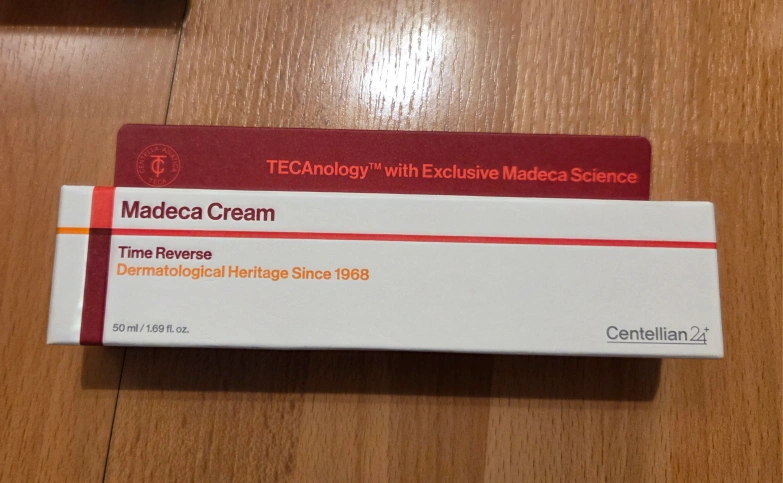 TECAnology™ with Exclusive Madeca Science
Madeca Cream
Time Reverse
Dermatological Heritage Since 1968
50 ml / 1.69 fl. oz.
Centellian24⁺